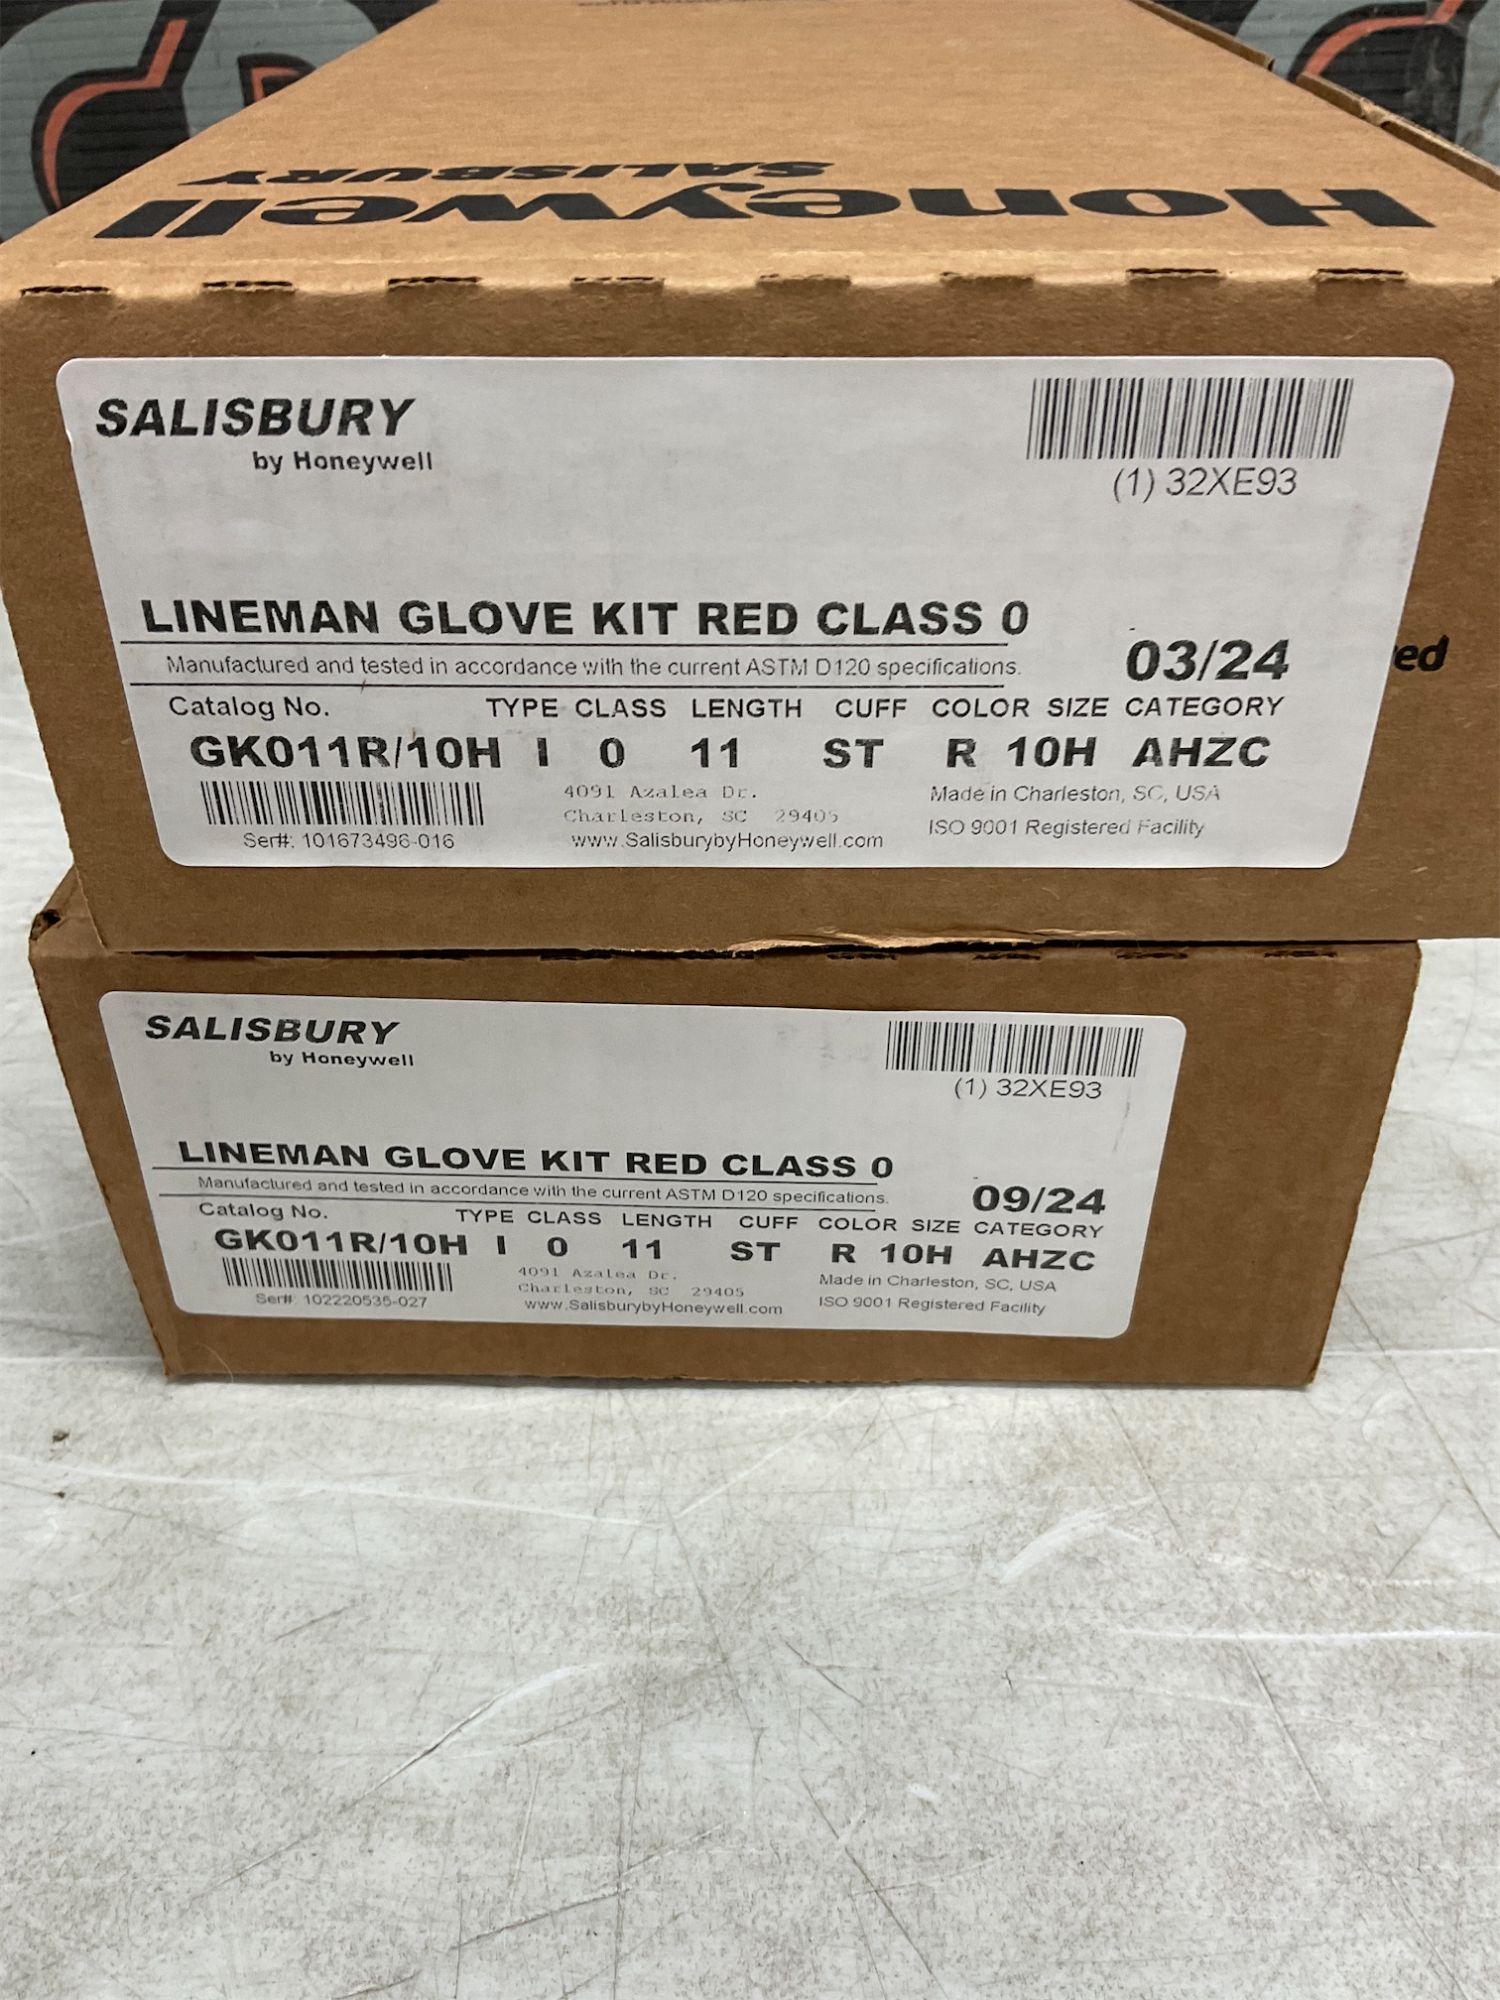 Honeywell
SALISBURY
SALISBURY
by Honeywell
(1) 32XE93
LINEMAN GLOVE KIT RED CLASS 0
Manufactured and tested in accordance with the current ASTM D120 specifications.
03/24
ed
Catalog No. TYPE CLASS LENGTH CUFF COLOR SIZE CATEGORY
GK011R/10H I 0 11 ST R 10H AHZC
4091 Azalea Dr. Made in Charleston, SC, USA
Charleston, SC 29405 ISO 9001 Registered Facility
Ser#: 101673496-016 www.SalisburybyHoneywell.com
SALISBURY
by Honeywell
(1) 32XE93
LINEMAN GLOVE KIT RED CLASS 0
Manufactured and tested in accordance with the current ASTM D120 specifications.
09/24
Catalog No. TYPE CLASS LENGTH CUFF COLOR SIZE CATEGORY
GK011R/10H I 0 11 ST R 10H AHZC
4091 Azalea Dr. Made in Charleston, SC, USA
Charleston, SC 29405 ISO 9001 Registered Facility
Ser#: 102220535-027 www.SalisburybyHoneywell.com